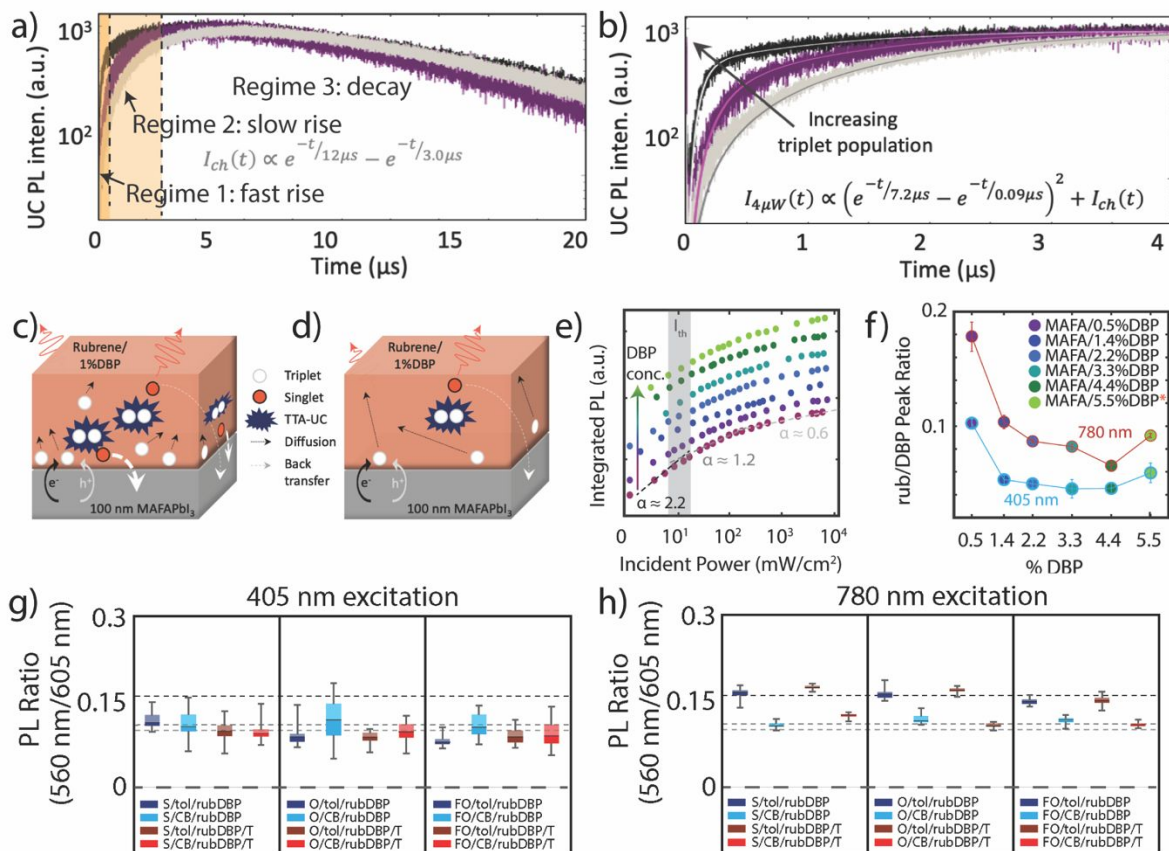 a)
UC PL inten. (a.u.)
10³
10²
Regime 3: decay
Regime 2: slow rise
I_ch(t) ∝ e^(-t/12μs) − e^(-t/3.0μs)
Regime 1: fast rise
0 5 10 15 20
Time (μs)
b)
UC PL inten. (a.u.)
10³
10²
Increasing
triplet population
I_4μW(t) ∝ (e^(-t/7.2μs) − e^(-t/0.09μs))² + I_ch(t)
0 1 2 3 4
Time (μs)
c)
Rubrene/
1%DBP
e⁻
h⁺
100 nm MAFAPbI₃
Triplet
Singlet
TTA-UC
Diffusion
Back
transfer
d)
Rubrene/
1%DBP
100 nm MAFAPbI₃
e)
Integrated PL (a.u.)
DBP
conc.
I_th
α ≈ 0.6
α ≈ 1.2
α ≈ 2.2
0 10¹ 10² 10³ 10⁴
Incident Power (mW/cm²)
f)
rub/DBP Peak Ratio
0.2
0.1
MAFA/0.5%DBP
MAFA/1.4%DBP
MAFA/2.2%DBP
MAFA/3.3%DBP
MAFA/4.4%DBP
MAFA/5.5%DBP*
780 nm
405 nm
0.5 1.4 2.2 3.3 4.4 5.5
% DBP
g)
405 nm excitation
PL Ratio
(560 nm/605 nm)
0.3
0.15
0
S/tol/rubDBP
S/CB/rubDBP
S/tol/rubDBP/T
S/CB/rubDBP/T
O/tol/rubDBP
O/CB/rubDBP
O/tol/rubDBP/T
O/CB/rubDBP/T
FO/tol/rubDBP
FO/CB/rubDBP
FO/tol/rubDBP/T
FO/CB/rubDBP/T
h)
780 nm excitation
PL Ratio
(560 nm/605 nm)
0.3
0.15
0
S/tol/rubDBP
S/CB/rubDBP
S/tol/rubDBP/T
S/CB/rubDBP/T
O/tol/rubDBP
O/CB/rubDBP
O/tol/rubDBP/T
O/CB/rubDBP/T
FO/tol/rubDBP
FO/CB/rubDBP
FO/tol/rubDBP/T
FO/CB/rubDBP/T